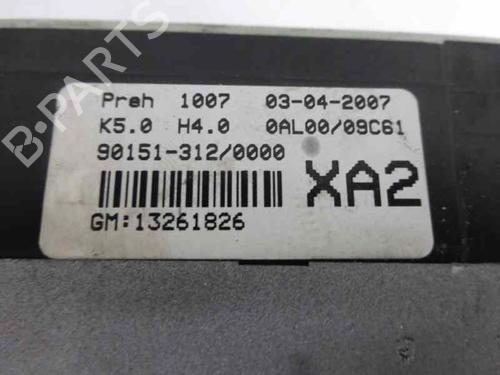 B-PARTS
Preh 1007 03-04-2007
K5.0 H4.0 0AL00/09C61
90151-312/0000
XA2
GM:13261826